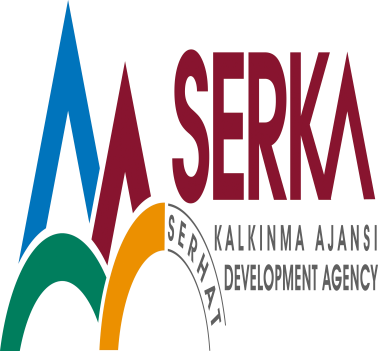 SERKA
SERHAT
KALKINMA AJANSI
DEVELOPMENT AGENCY